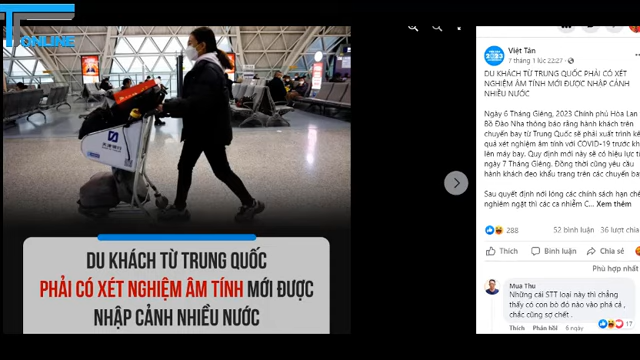 T
ONLINE
DU KHÁCH TỪ TRUNG QUỐC
PHẢI CÓ XÉT NGHIỆM ÂM TÍNH MỚI ĐƯỢC
NHẬP CẢNH NHIỀU NƯỚC
Việt Tân
7 tháng 1 lúc 22:27
DU KHÁCH TỪ TRUNG QUỐC PHẢI CÓ XÉT
NGHIỆM ÂM TÍNH MỚI ĐƯỢC NHẬP CẢNH
NHIỀU NƯỚC
Ngày 6 Tháng Giêng, 2023 Chính phủ Hòa Lan
Bồ Đào Nha thông báo rằng hành khách trên
chuyến bay từ Trung Quốc sẽ phải xuất trình kế
quả xét nghiệm âm tính với COVID-19 trước kh
lên máy bay. Quy định mới này sẽ có hiệu lực từ
ngày 7 Tháng Giêng. Đồng thời cũng yêu cầu
hành khách đeo khẩu trang trên các chuyến bay
Sau quyết định nới lỏng các chính sách hạn chế
nghiêm ngặt thì các ca nhiễm C... Xem thêm
288 52 bình luận 36 lượt chia
Thích Bình luận Chia sẻ
Phù hợp nhất
Mua Thu
Những cái STT loại này thì chẳng
thấy có con bò đỏ nào vào phá cả ,
chắc cũng sợ chết .
17
Thích Phản hồi 6 ngày